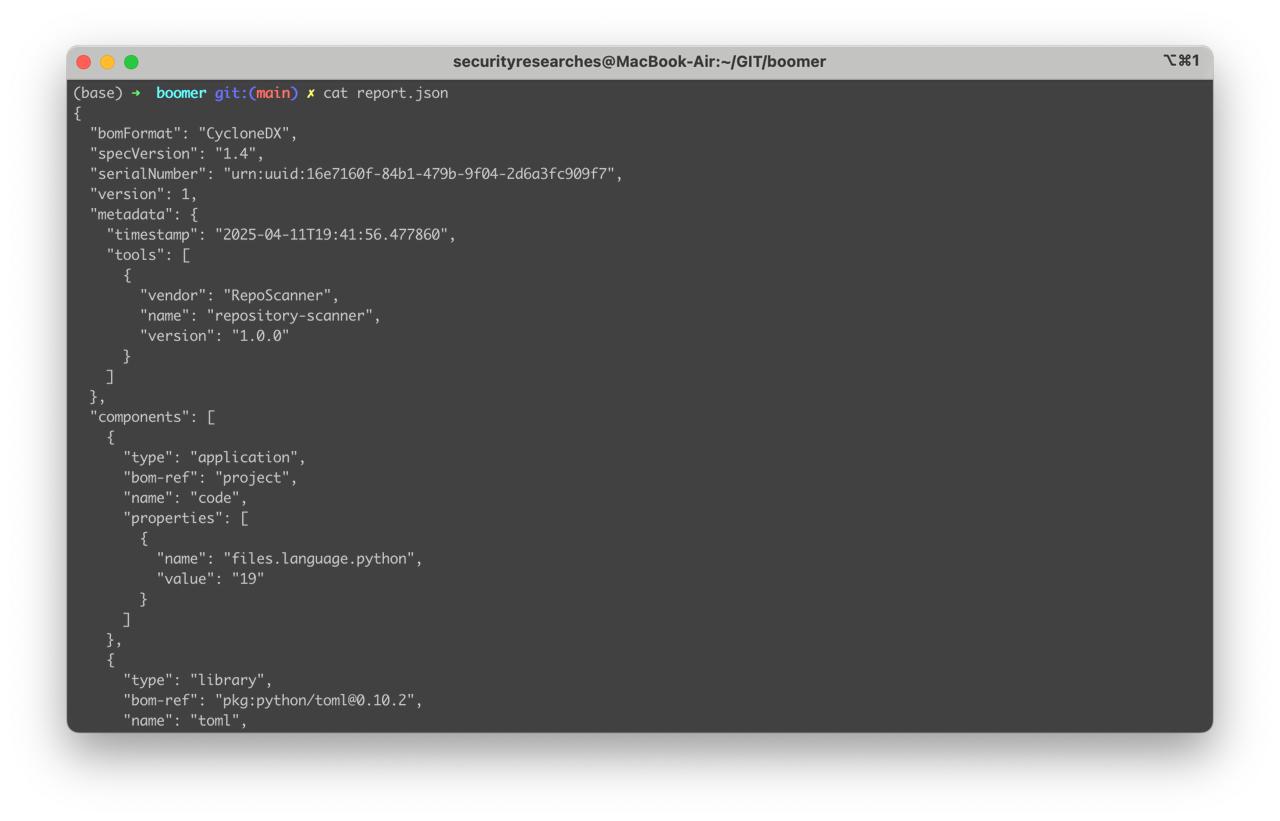 securityresearches@MacBook-Air:~/GIT/boomer
⌥⌘1
(base) ➜  boomer git:(main) ✗ cat report.json
{
  "bomFormat": "CycloneDX",
  "specVersion": "1.4",
  "serialNumber": "urn:uuid:16e7160f-84b1-479b-9f04-2d6a3fc909f7",
  "version": 1,
  "metadata": {
    "timestamp": "2025-04-11T19:41:56.477860",
    "tools": [
      {
        "vendor": "RepoScanner",
        "name": "repository-scanner",
        "version": "1.0.0"
      }
    ]
  },
  "components": [
    {
      "type": "application",
      "bom-ref": "project",
      "name": "code",
      "properties": [
        {
          "name": "files.language.python",
          "value": "19"
        }
      ]
    },
    {
      "type": "library",
      "bom-ref": "pkg:python/toml@0.10.2",
      "name": "toml",